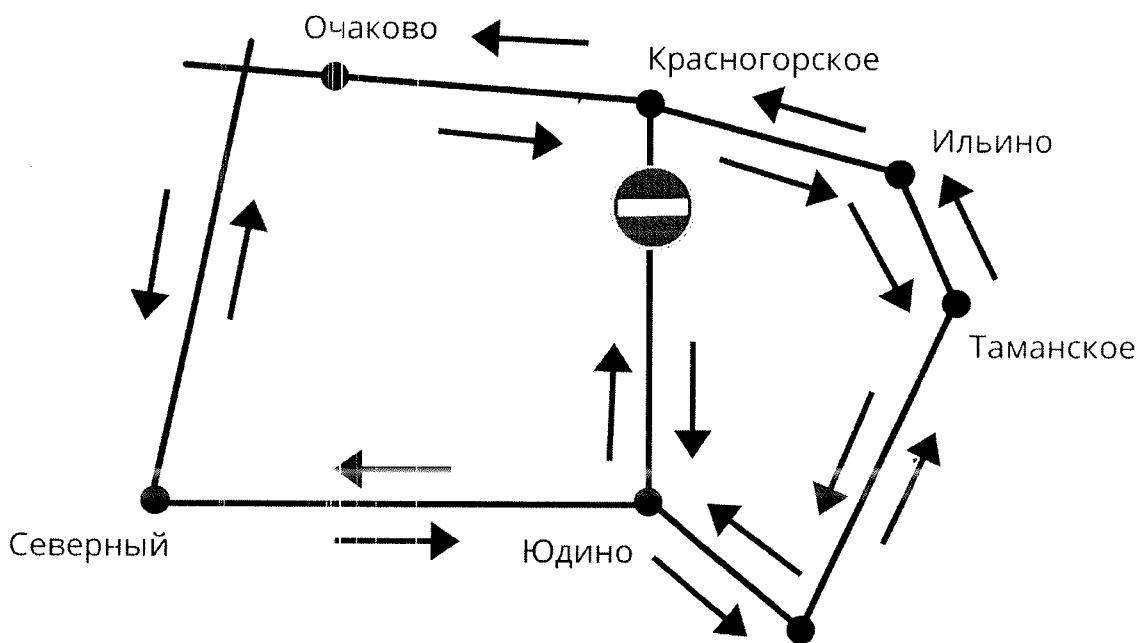 Очаково
Красногорское
Ильино
Таманское
Северный
Юдино